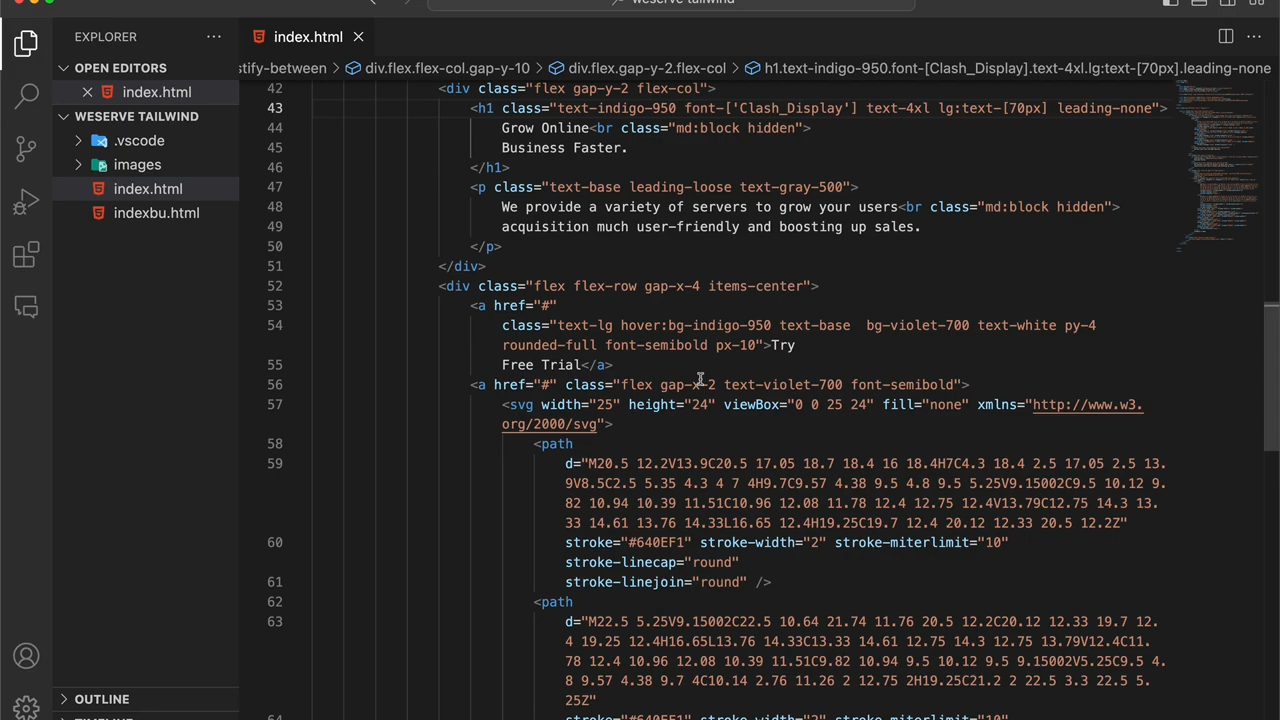 weserve tailwind
EXPLORER
index.html
OPEN EDITORS
stify-between > div.flex.flex-col.gap-y-10 > div.flex.gap-y-2.flex-col > h1.text-indigo-950.font-[Clash_Display].text-4xl.lg:text-[70px].leading-none
index.html
WESERVE TAILWIND
.vscode
images
index.html
indexbu.html
OUTLINE
42 <div class="flex gap-y-2 flex-col">
43 <h1 class="text-indigo-950 font-['Clash_Display'] text-4xl lg:text-[70px] leading-none">
44 Grow Online<br class="md:block hidden">
45 Business Faster.
46 </h1>
47 <p class="text-base leading-loose text-gray-500">
48 We provide a variety of servers to grow your users<br class="md:block hidden">
49 acquisition much user-friendly and boosting up sales.
50 </p>
51 </div>
52 <div class="flex flex-row gap-x-4 items-center">
53 <a href="#"
54 class="text-lg hover:bg-indigo-950 text-base  bg-violet-700 text-white py-4
rounded-full font-semibold px-10">Try
55 Free Trial</a>
56 <a href="#" class="flex gap-x-2 text-violet-700 font-semibold">
57 <svg width="25" height="24" viewBox="0 0 25 24" fill="none" xmlns="http://www.w3.
org/2000/svg">
58 <path
59 d="M20.5 12.2V13.9C20.5 17.05 18.7 18.4 16 18.4H7C4.3 18.4 2.5 17.05 2.5 13.
9V8.5C2.5 5.35 4.3 4 7 4H9.7C9.57 4.38 9.5 4.8 9.5 5.25V9.15002C9.5 10.12 9.
82 10.94 10.39 11.51C10.96 12.08 11.78 12.4 12.75 12.4V13.79C12.75 14.3 13.
33 14.61 13.76 14.33L16.65 12.4H19.25C19.7 12.4 20.12 12.33 20.5 12.2Z"
60 stroke="#640EF1" stroke-width="2" stroke-miterlimit="10"
stroke-linecap="round"
61 stroke-linejoin="round" />
62 <path
63 d="M22.5 5.25V9.15002C22.5 10.64 21.74 11.76 20.5 12.2C20.12 12.33 19.7 12.
4 19.25 12.4H16.65L13.76 14.33C13.33 14.61 12.75 14.3 12.75 13.79V12.4C11.
78 12.4 10.96 12.08 10.39 11.51C9.82 10.94 9.5 10.12 9.5 9.15002V5.25C9.5 4.
8 9.57 4.38 9.7 4C10.14 2.76 11.26 2 12.75 2H19.25C21.2 2 22.5 3.3 22.5 5.
25Z"
64 stroke="#640EF1" stroke-width="2" stroke-miterlimit="10"